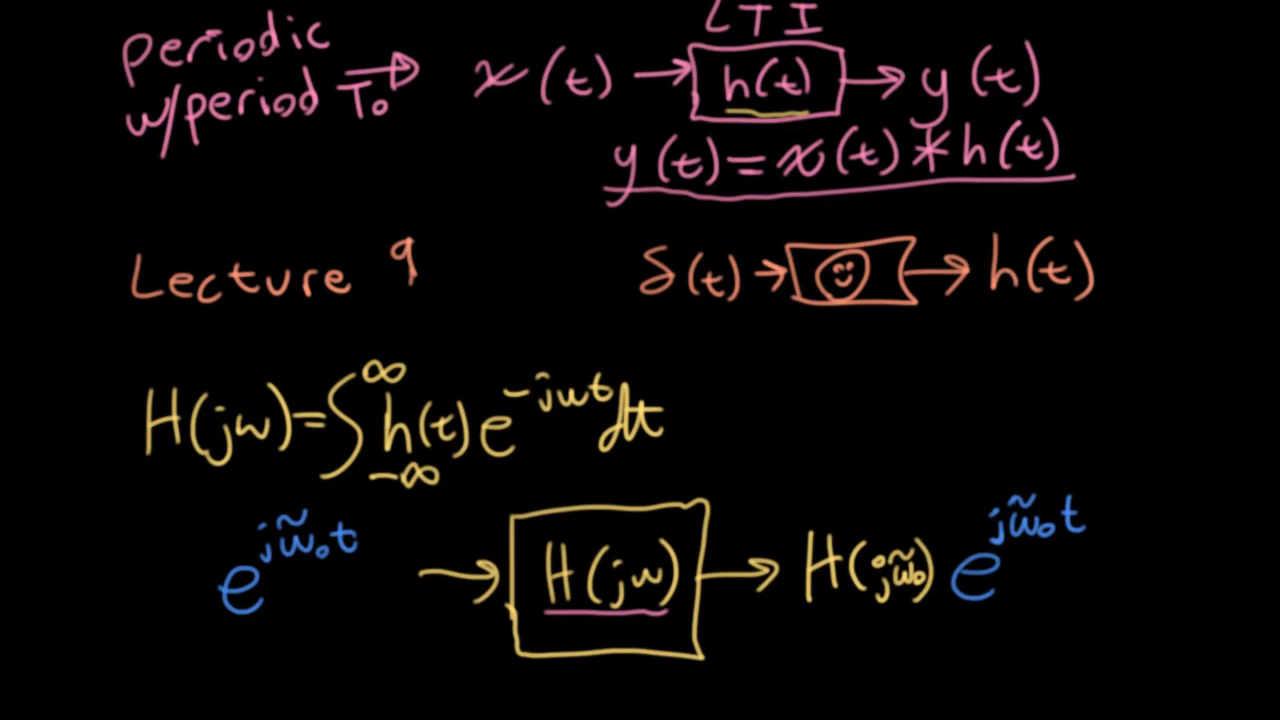 LTI
Periodic
w/period T₀ ⇒ x(t) → h(t) → y(t)
y(t) = x(t) * h(t)
Lecture 9 δ(t) → ☺ → h(t)
H(jω) = ∫_{-∞}^{∞} h(t) e^{-jωt} dt
e^{jω̃₀t} → H(jω) → H(jω̃₀) e^{jω̃₀t}